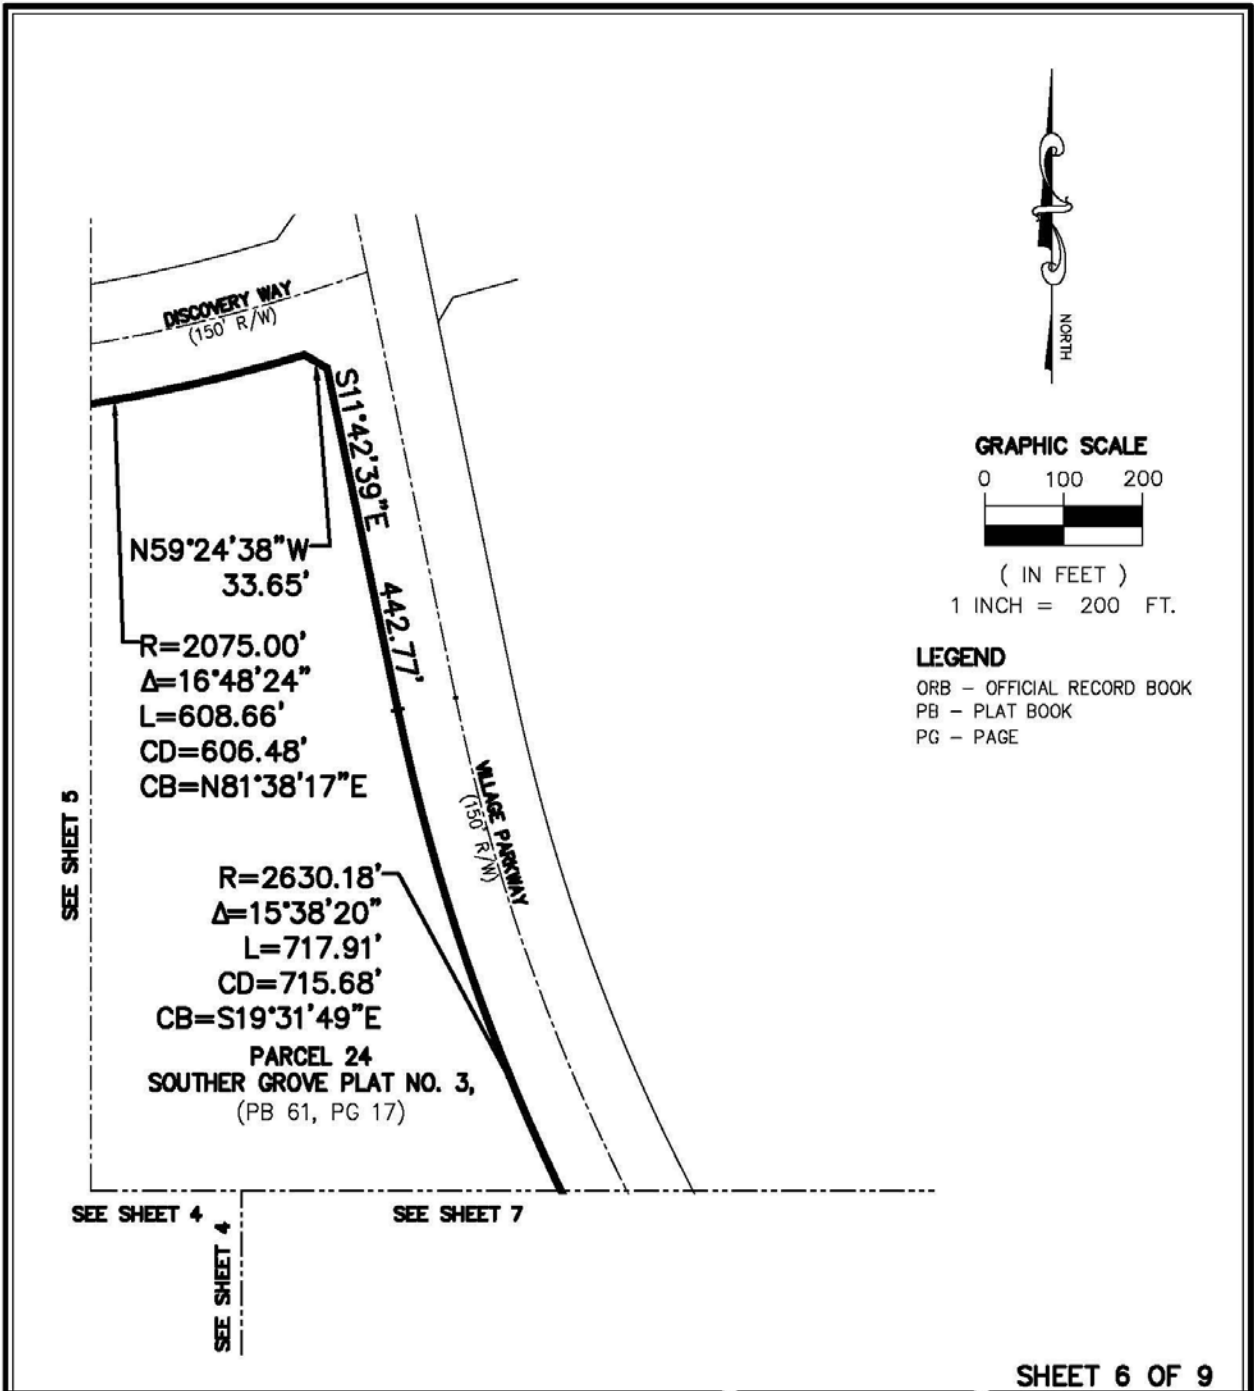 NORTH
DISCOVERY WAY
(150' R/W)
S11°42'39"E
442.77'
N59°24'38"W
33.65'
R=2075.00'
Δ=16°48'24"
L=608.66'
CD=606.48'
CB=N81°38'17"E
GRAPHIC SCALE
0 100 200
( IN FEET )
1 INCH = 200 FT.
LEGEND
ORB – OFFICIAL RECORD BOOK
PB – PLAT BOOK
PG – PAGE
VILLAGE PARKWAY
(150' R/W)
SEE SHEET 5
R=2630.18'
Δ=15°38'20"
L=717.91'
CD=715.68'
CB=S19°31'49"E
PARCEL 24
SOUTHER GROVE PLAT NO. 3,
(PB 61, PG 17)
SEE SHEET 4
SEE SHEET 7
SEE SHEET 4
SHEET 6 OF 9